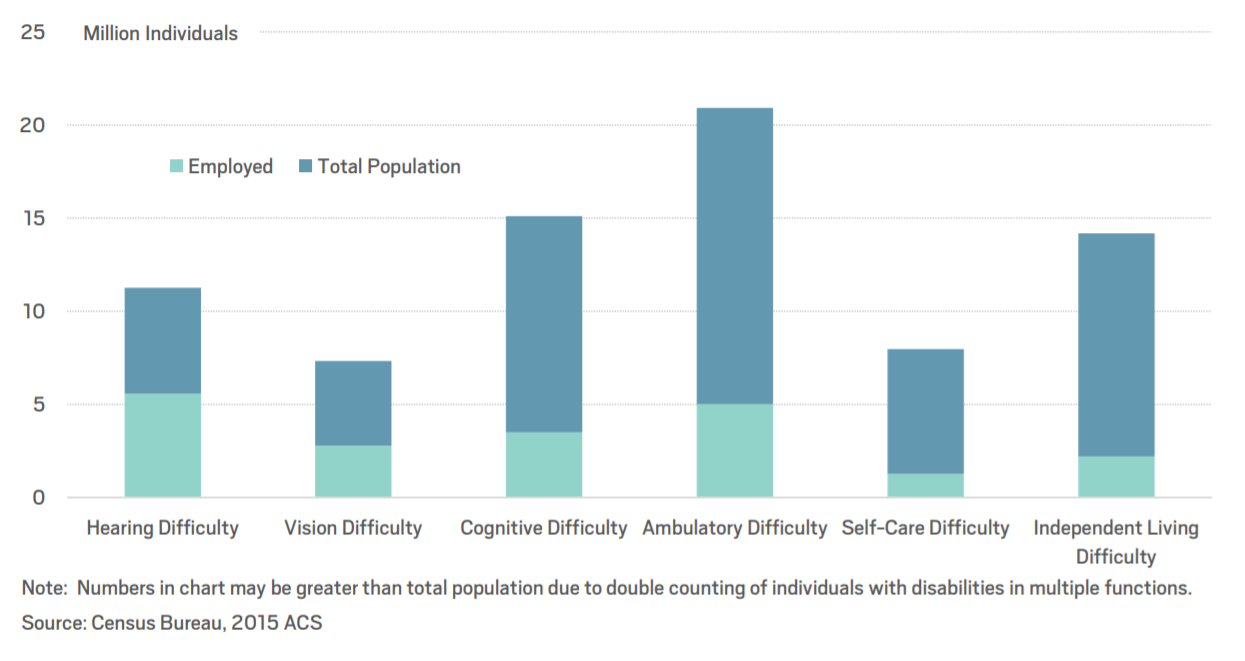 25 Million Individuals
20
Employed Total Population
15
10
5
0
Hearing Difficulty Vision Difficulty Cognitive Difficulty Ambulatory Difficulty Self-Care Difficulty Independent Living
Difficulty
Note: Numbers in chart may be greater than total population due to double counting of individuals with disabilities in multiple functions.
Source: Census Bureau, 2015 ACS